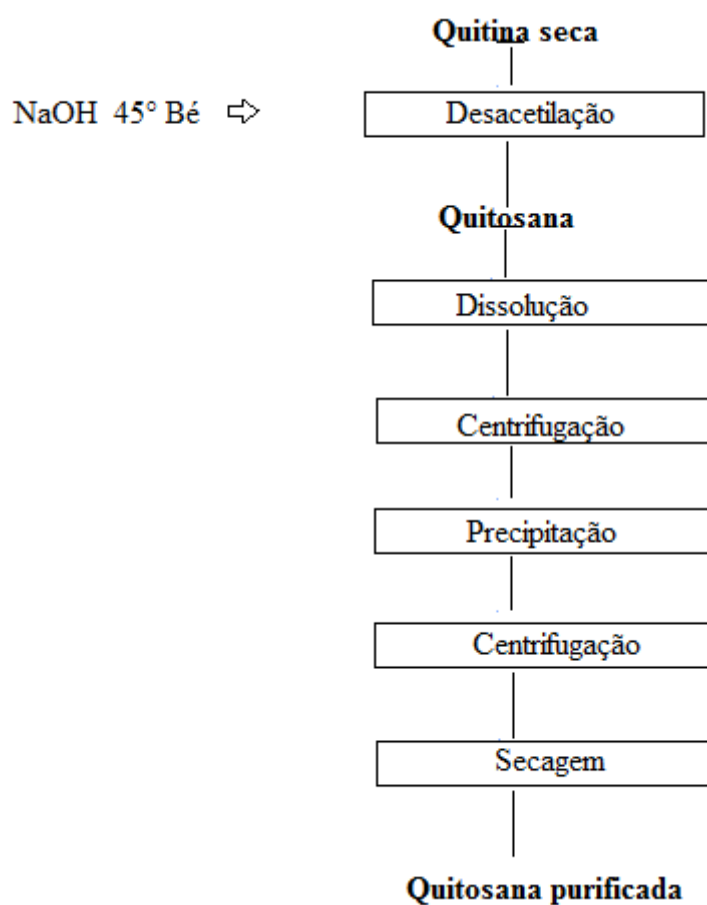 Quitina seca
NaOH 45° Bé ⇨ Desacetilação
Quitosana
Dissolução
Centrifugação
Precipitação
Centrifugação
Secagem
Quitosana purificada